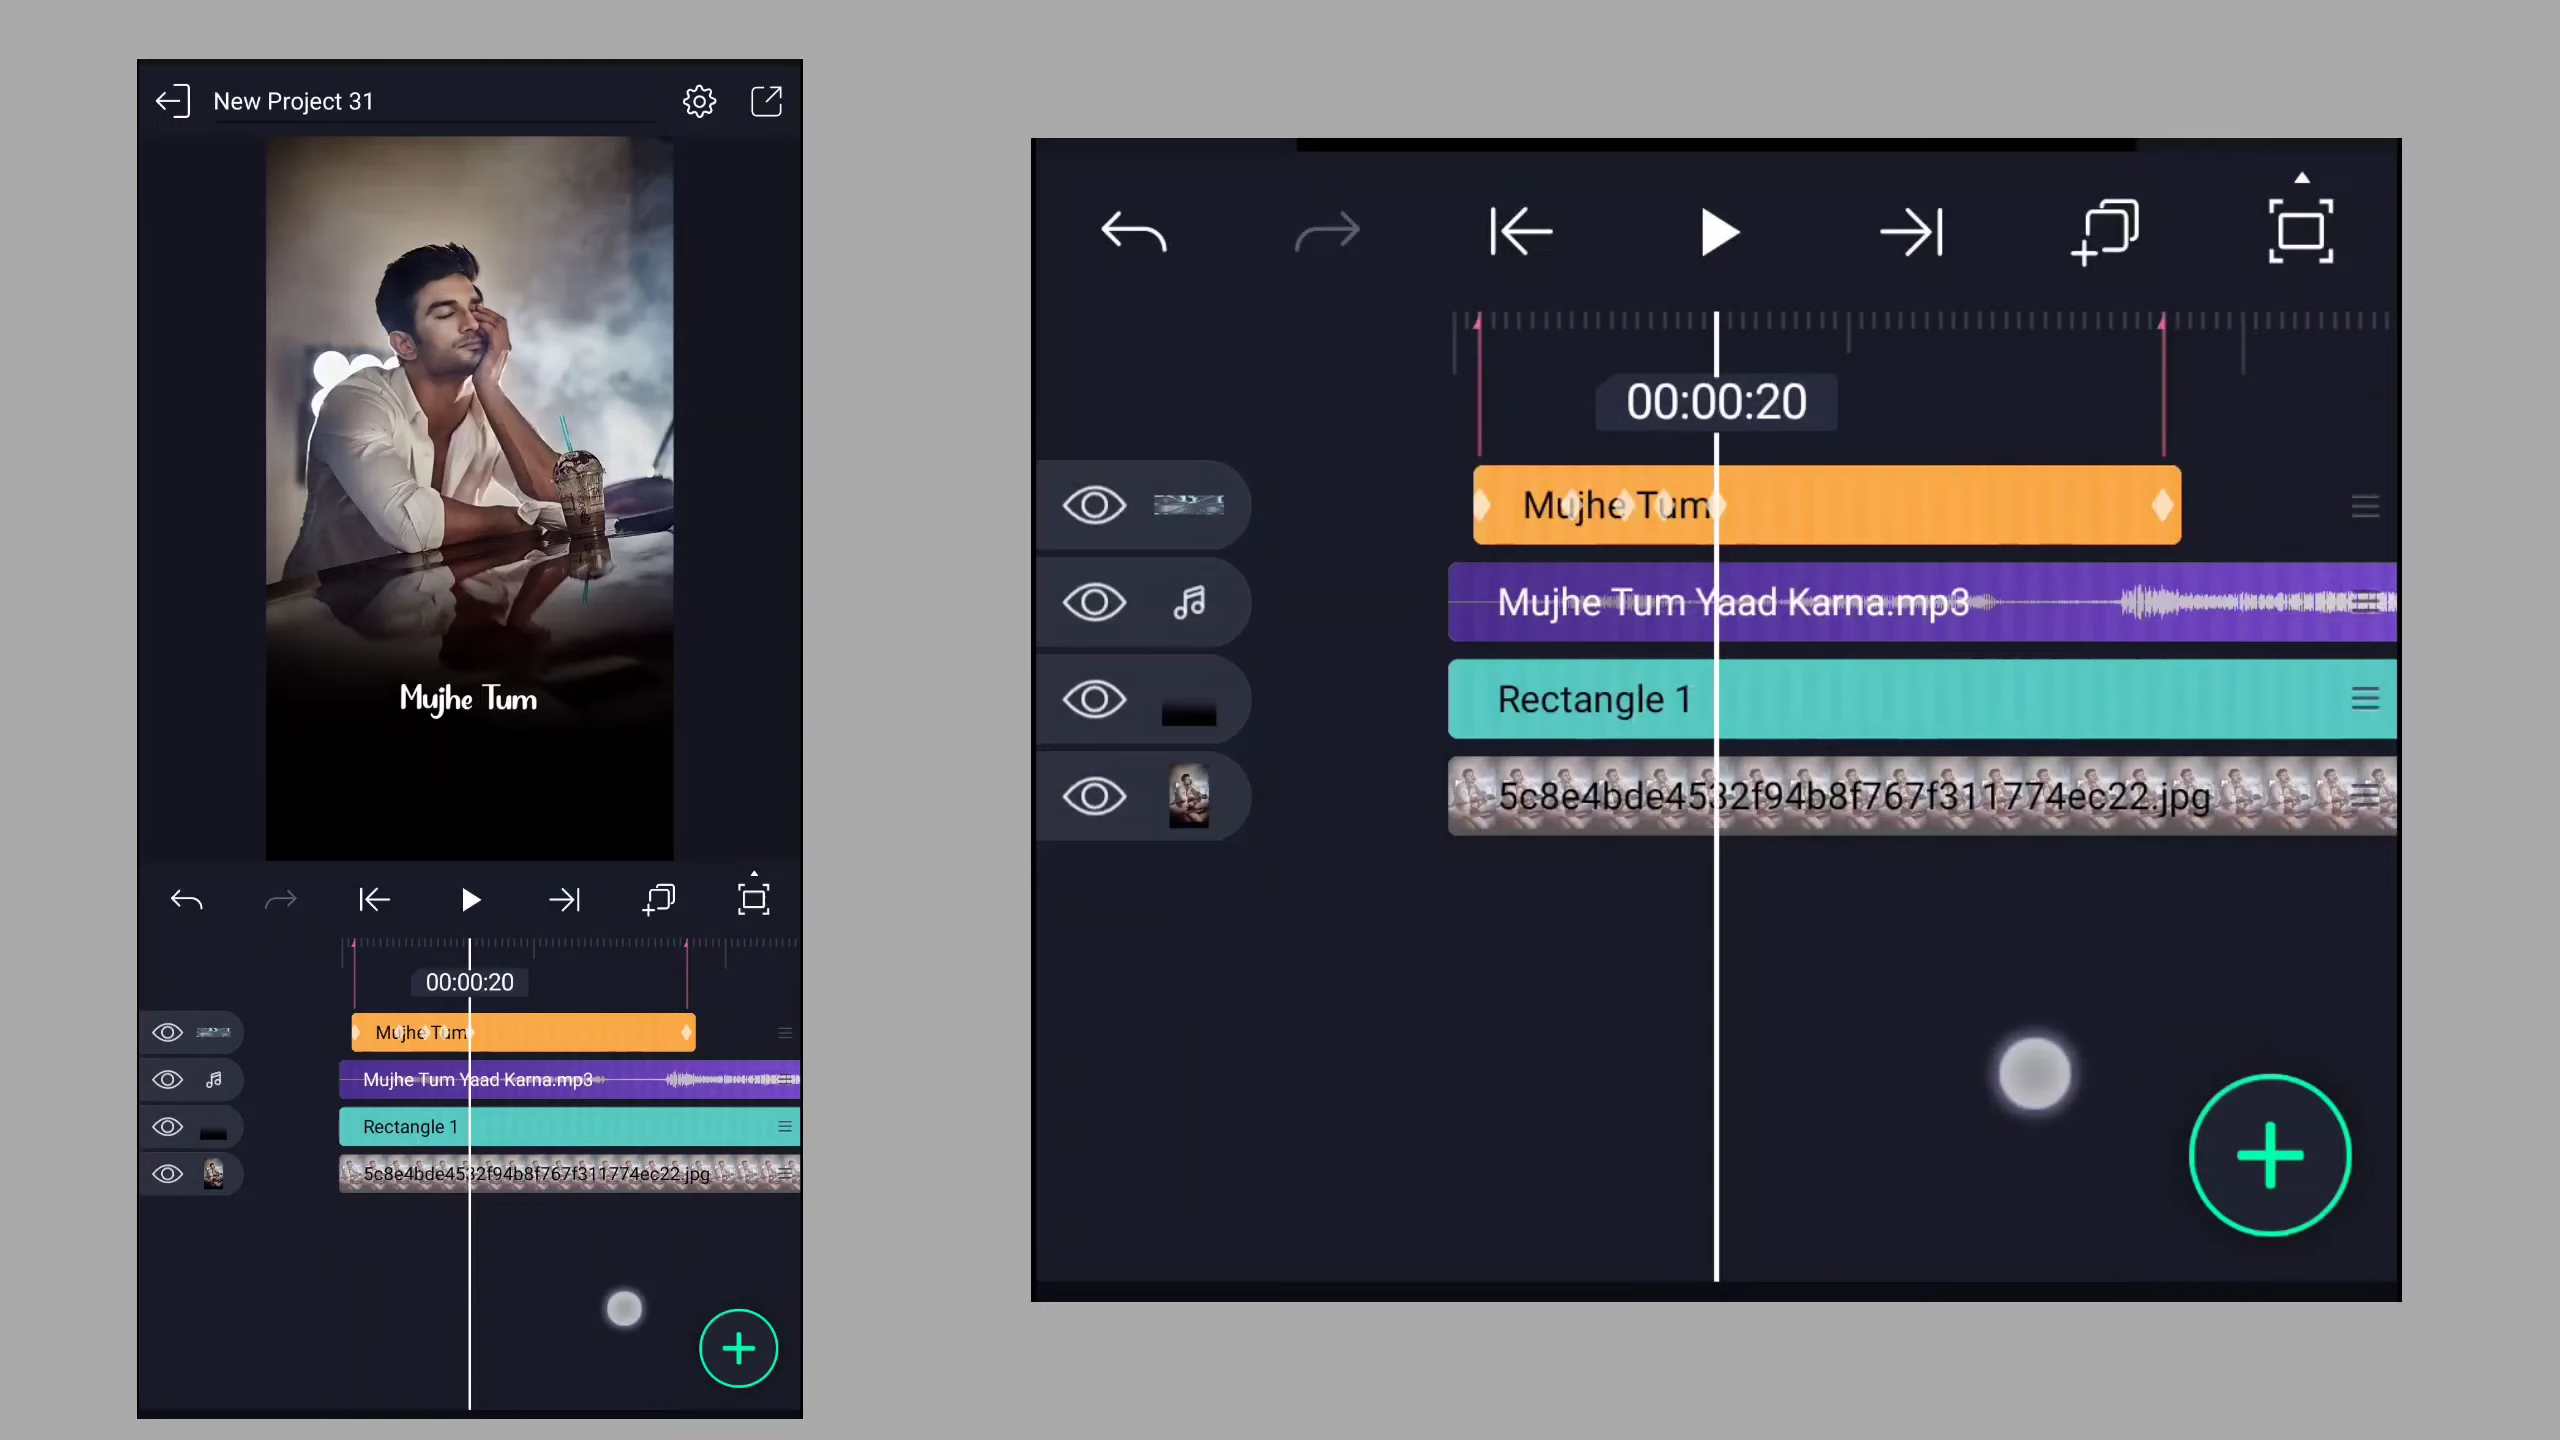 New Project 31
Mujhe Tum
00:00:20
Mujhe Tum
Mujhe Tum Yaad Karna.mp3
Rectangle 1
5c8e4bde4532f94b8f767f311774ec22.jpg
00:00:20
Mujhe Tum
Mujhe Tum Yaad Karna.mp3
Rectangle 1
5c8e4bde4532f94b8f767f311774ec22.jpg